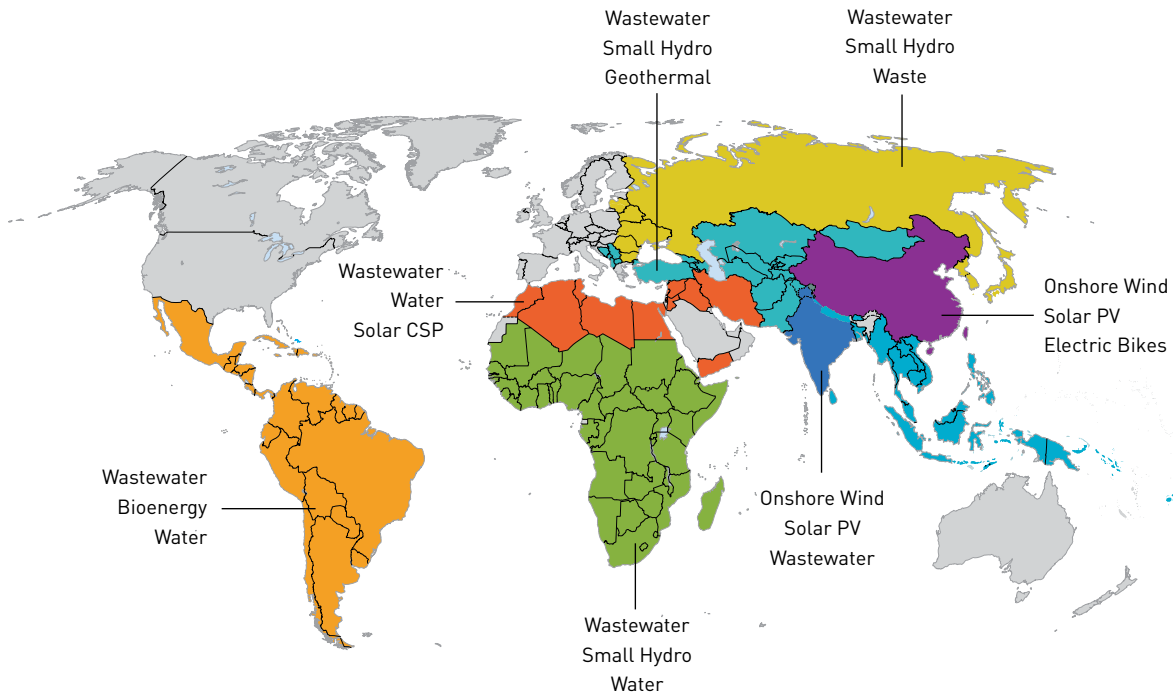 Wastewater
Small Hydro
Geothermal
Wastewater
Small Hydro
Waste
Wastewater
Water
Solar CSP
Onshore Wind
Solar PV
Electric Bikes
Wastewater
Bioenergy
Water
Onshore Wind
Solar PV
Wastewater
Wastewater
Small Hydro
Water